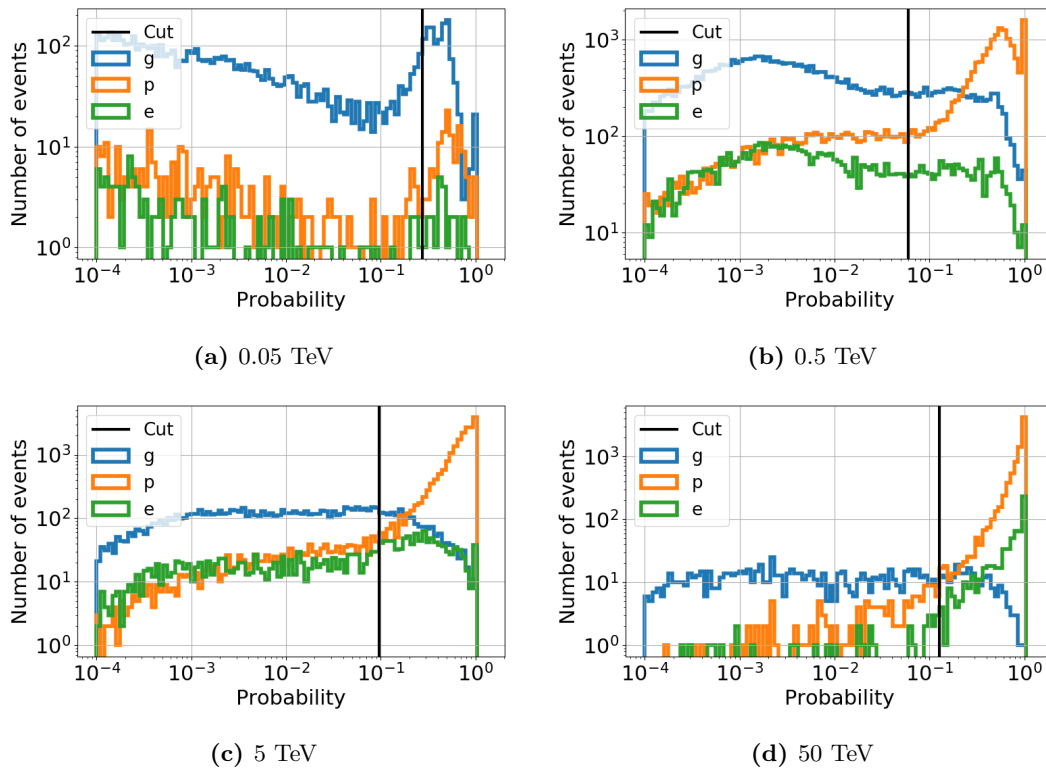 Number of events
10²
10¹
10⁰
Cut
g
p
e
10⁻⁴ 10⁻³ 10⁻² 10⁻¹ 10⁰
Probability
(a) 0.05 TeV
Number of events
10³
10²
10¹
Cut
g
p
e
10⁻⁴ 10⁻³ 10⁻² 10⁻¹ 10⁰
Probability
(b) 0.5 TeV
Number of events
10³
10²
10¹
10⁰
Cut
g
p
e
10⁻⁴ 10⁻³ 10⁻² 10⁻¹ 10⁰
Probability
(c) 5 TeV
Number of events
10³
10²
10¹
10⁰
Cut
g
p
e
10⁻⁴ 10⁻³ 10⁻² 10⁻¹ 10⁰
Probability
(d) 50 TeV